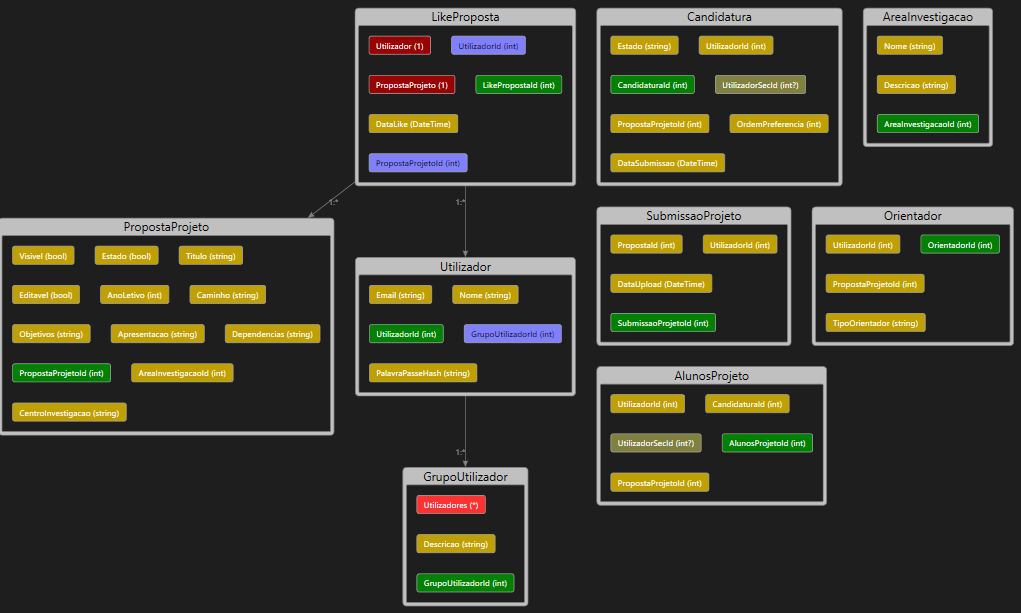 LikeProposta
Utilizador (1) UtilizadorId (int)
PropostaProjeto (1) LikePropostaId (int)
DataLike (DateTime)
PropostaProjetoId (int)
Candidatura
Estado (string) UtilizadorId (int)
CandidaturaId (int) UtilizadorSecId (int?)
PropostaProjetoId (int) OrdemPreferencia (int)
DataSubmissao (DateTime)
AreaInvestigacao
Nome (string)
Descricao (string)
AreaInvestigacaoId (int)
1:*
1:*
PropostaProjeto
Visivel (bool) Estado (bool) Titulo (string)
Editavel (bool) AnoLetivo (int) Caminho (string)
Objetivos (string) Apresentacao (string) Dependencias (string)
PropostaProjetoId (int) AreaInvestigacaoId (int)
CentroInvestigacao (string)
Utilizador
Email (string) Nome (string)
UtilizadorId (int) GrupoUtilizadorId (int)
PalavraPasseHash (string)
SubmissaoProjeto
PropostaId (int) UtilizadorId (int)
DataUpload (DateTime)
SubmissaoProjetoId (int)
Orientador
UtilizadorId (int) OrientadorId (int)
PropostaProjetoId (int)
TipoOrientador (string)
AlunosProjeto
UtilizadorId (int) CandidaturaId (int)
UtilizadorSecId (int?) AlunosProjetoId (int)
PropostaProjetoId (int)
1:*
GrupoUtilizador
Utilizadores (*)
Descricao (string)
GrupoUtilizadorId (int)